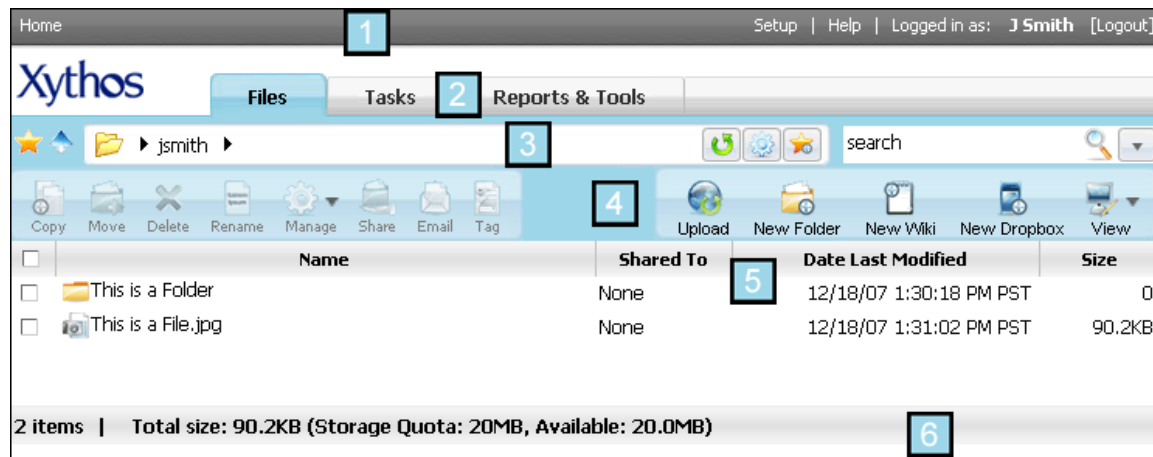 Home 1 Setup | Help | Logged in as: J Smith [Logout]
Xythos Files Tasks 2 Reports & Tools
jsmith 3 search
4
Copy Move Delete Rename Manage Share Email Tag Upload New Folder New Wiki New Dropbox View
Name Shared To Date Last Modified Size
5
This is a Folder None 12/18/07 1:30:18 PM PST 0
This is a File.jpg None 12/18/07 1:31:02 PM PST 90.2KB
2 items | Total size: 90.2KB (Storage Quota: 20MB, Available: 20.0MB) 6